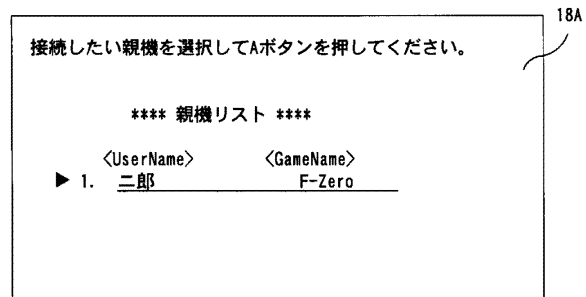 18A
接続したい親機を選択してAボタンを押してください。
**** 親機リスト ****
<UserName> <GameName>
▶ 1. 二郎 F-Zero